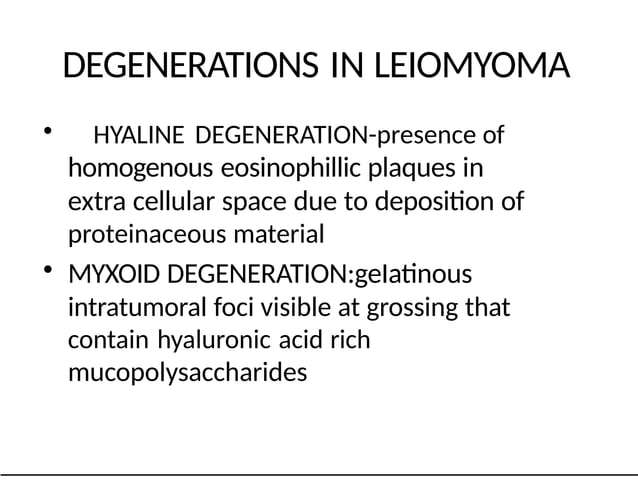 DEGENERATIONS IN LEIOMYOMA
• HYALINE DEGENERATION-presence of
homogenous eosinophillic plaques in
extra cellular space due to deposition of
proteinaceous material
• MYXOID DEGENERATION:gelatinous
intratumoral foci visible at grossing that
contain hyaluronic acid rich
mucopolysaccharides